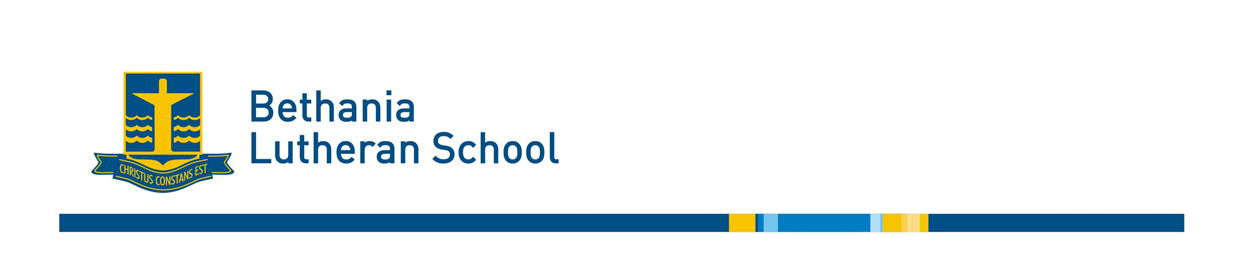 Bethania
Lutheran School
CHRISTUS CONSTANS EST